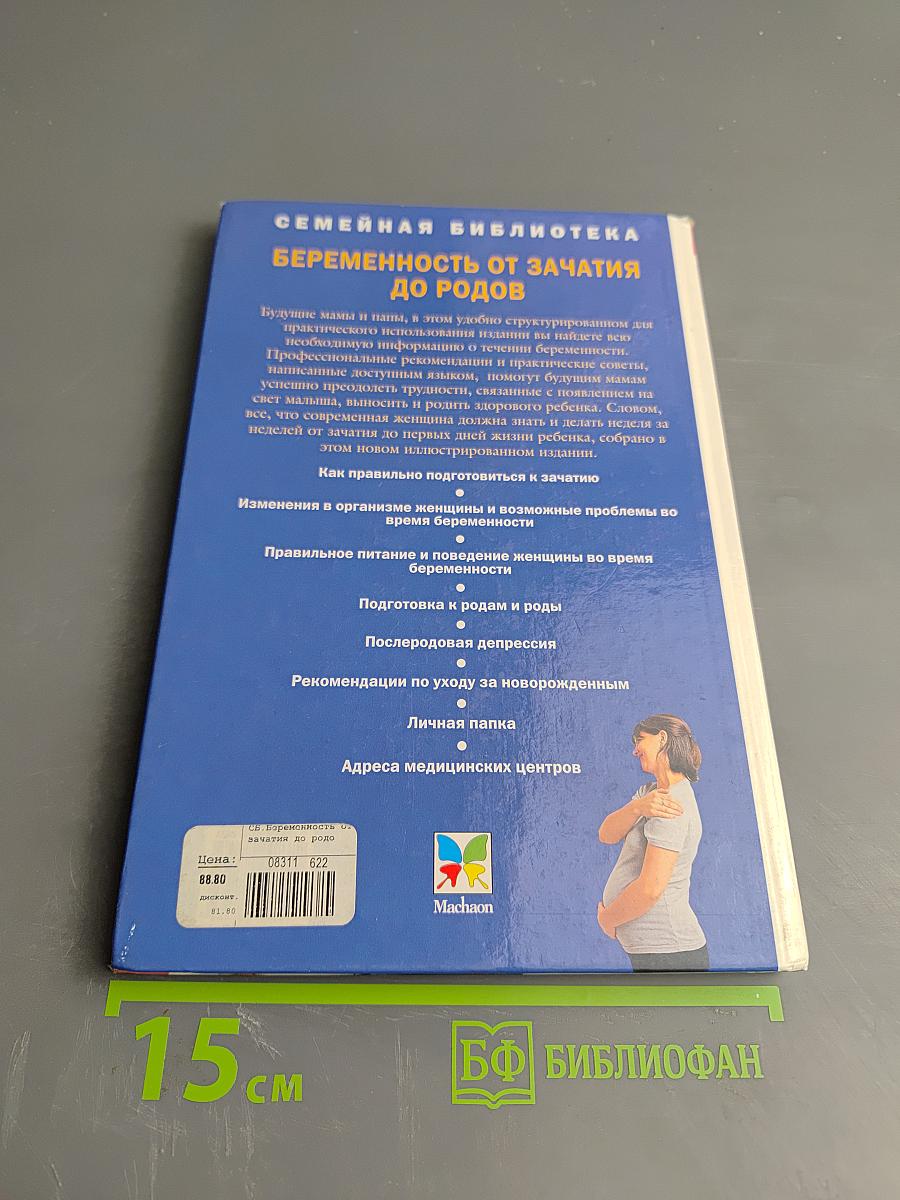 СЕМЕЙНАЯ БИБЛИОТЕКА
БЕРЕМЕННОСТЬ ОТ ЗАЧАТИЯ
ДО РОДОВ
Будущие мамы и папы, в этом удобно структурированном для
практического использования издании вы найдете всю
необходимую информацию о течении беременности.
Профессиональные рекомендации и практические советы,
написанные доступным языком, помогут будущим мамам
успешно преодолеть трудности, связанные с появлением на
свет малыша, выносить и родить здорового ребенка. Словом,
все, что современная женщина должна знать и делать неделя за
неделей от зачатия до первых дней жизни ребенка, собрано в
этом новом иллюстрированном издании.
Как правильно подготовиться к зачатию
Изменения в организме женщины и возможные проблемы во
время беременности
Правильное питание и поведение женщины во время
беременности
Подготовка к родам и роды
Послеродовая депрессия
Рекомендации по уходу за новорожденным
Личная папка
Адреса медицинских центров
СБ.Беременность о.
зачатия до родо
Цена:
08311 622
88.80
дисконт.
81.80
Machaon
15 см
БФ БИБЛИОФАН